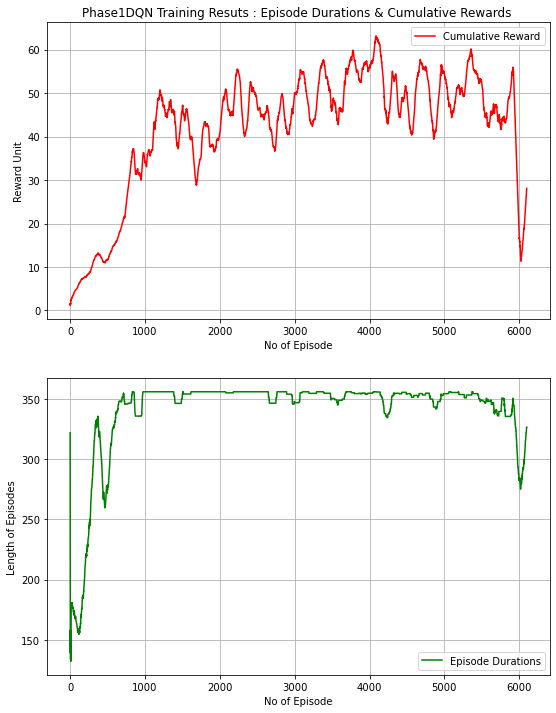 Phase1DQN Training Resuts : Episode Durations & Cumulative Rewards
Cumulative Reward
Reward Unit
60
50
40
30
20
10
0
0 1000 2000 3000 4000 5000 6000
No of Episode
Length of Episodes
350
300
250
200
150
Episode Durations
0 1000 2000 3000 4000 5000 6000
No of Episode